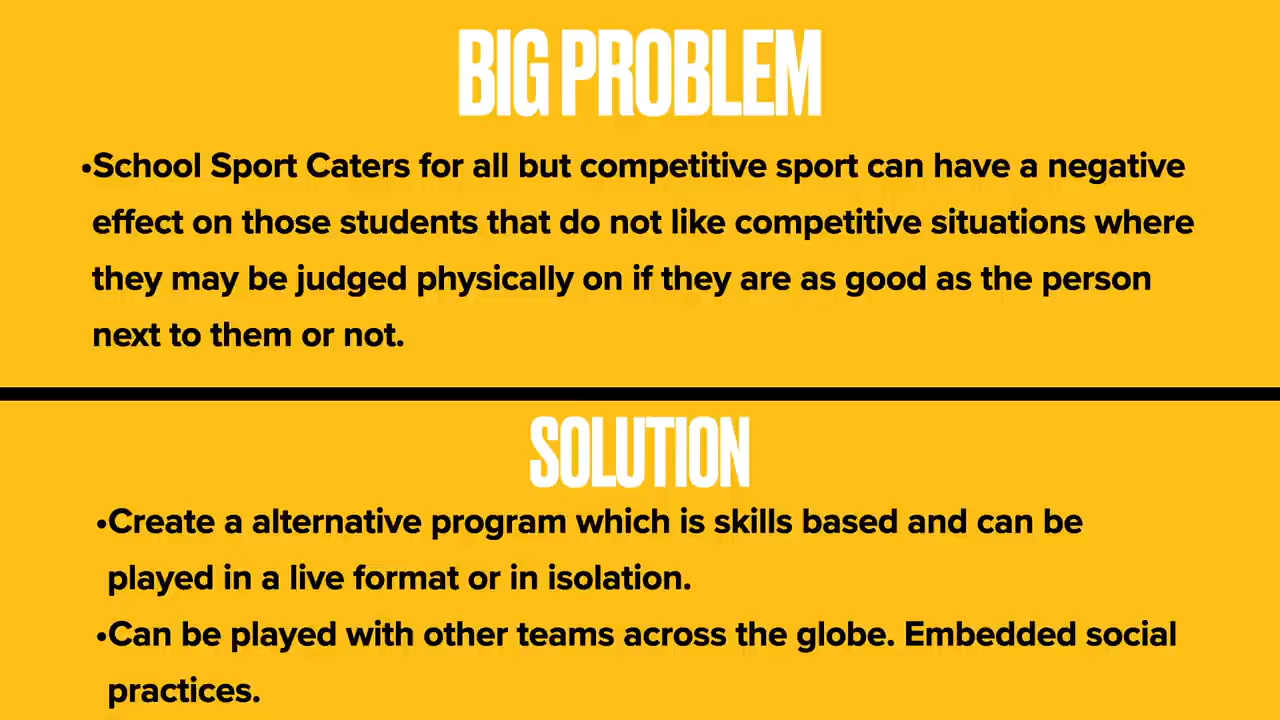 BIG PROBLEM
•School Sport Caters for all but competitive sport can have a negative
effect on those students that do not like competitive situations where
they may be judged physically on if they are as good as the person
next to them or not.
SOLUTION
•Create a alternative program which is skills based and can be
played in a live format or in isolation.
•Can be played with other teams across the globe. Embedded social
practices.